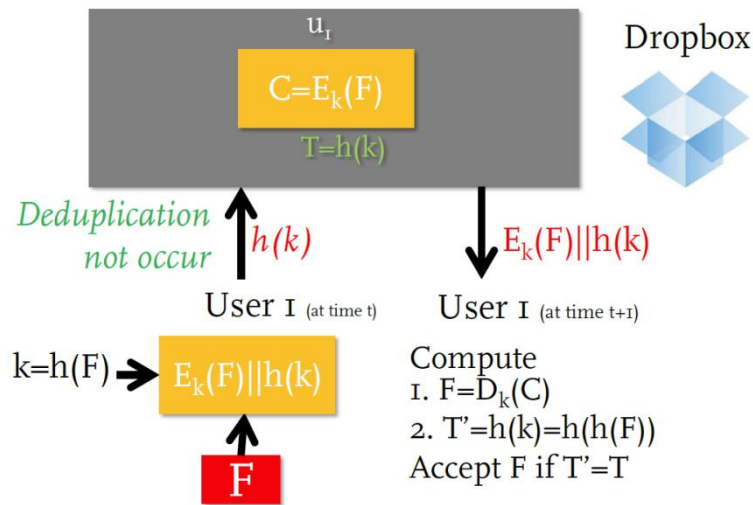 u₁
Dropbox
C=Eₖ(F)
T=h(k)
Deduplication
not occur
h(k)
Eₖ(F)||h(k)
User 1 (at time t)
User 1 (at time t+1)
k=h(F)
Eₖ(F)||h(k)
F
Compute
1. F=Dₖ(C)
2. T'=h(k)=h(h(F))
Accept F if T'=T